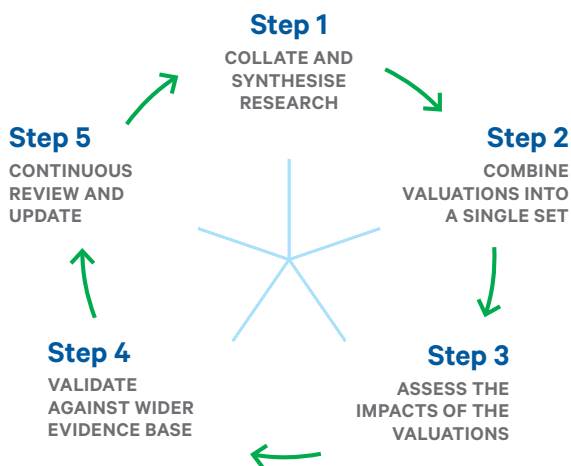 Step 1
COLLATE AND
SYNTHESISE
RESEARCH
Step 2
COMBINE
VALUATIONS INTO
A SINGLE SET
Step 3
ASSESS THE
IMPACTS OF THE
VALUATIONS
Step 4
VALIDATE
AGAINST WIDER
EVIDENCE BASE
Step 5
CONTINUOUS
REVIEW AND
UPDATE